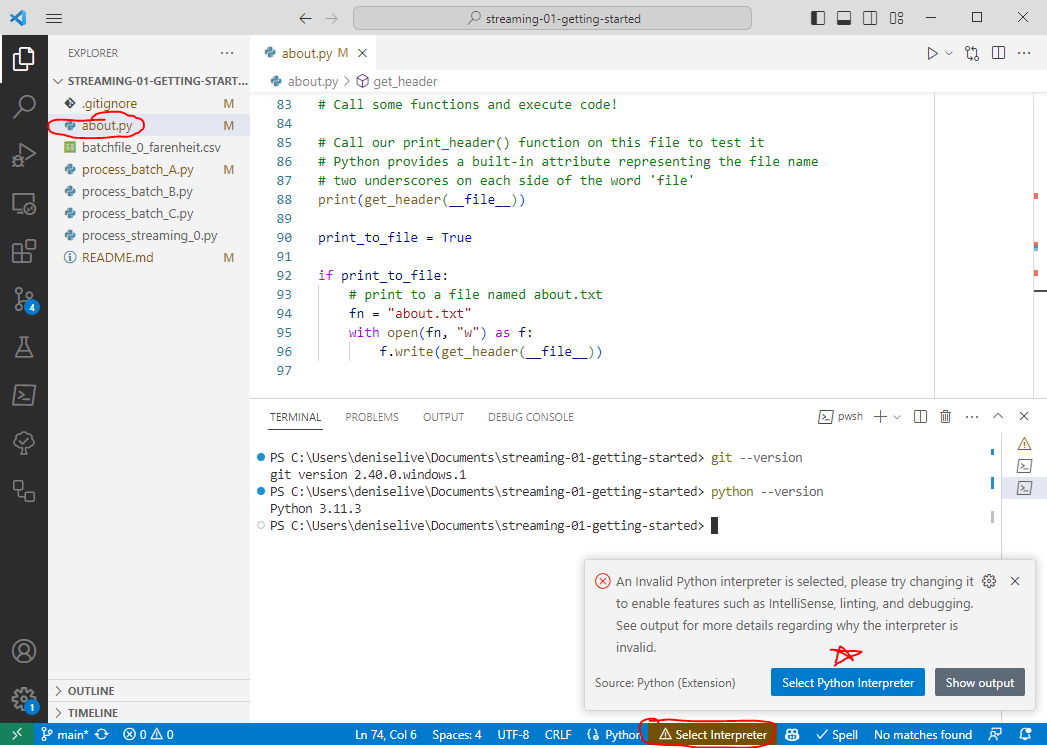 streaming-01-getting-started
EXPLORER
STREAMING-01-GETTING-START...
.gitignore M
about.py M
batchfile_0_farenheit.csv
process_batch_A.py M
process_batch_B.py
process_batch_C.py
process_streaming_0.py
README.md M
4
1
OUTLINE
TIMELINE
about.py M
about.py > get_header
83 # Call some functions and execute code!
84
85 # Call our print_header() function on this file to test it
86 # Python provides a built-in attribute representing the file name
87 # two underscores on each side of the word 'file'
88 print(get_header(__file__))
89
90 print_to_file = True
91
92 if print_to_file:
93 # print to a file named about.txt
94 fn = "about.txt"
95 with open(fn, "w") as f:
96 f.write(get_header(__file__))
97
TERMINAL PROBLEMS OUTPUT DEBUG CONSOLE pwsh
PS C:\Users\deniselive\Documents\streaming-01-getting-started> git --version
git version 2.40.0.windows.1
PS C:\Users\deniselive\Documents\streaming-01-getting-started> python --version
Python 3.11.3
PS C:\Users\deniselive\Documents\streaming-01-getting-started>
An Invalid Python interpreter is selected, please try changing it
to enable features such as IntelliSense, linting, and debugging.
See output for more details regarding why the interpreter is
invalid.
Source: Python (Extension) Select Python Interpreter Show output
main* 0 0 Ln 74, Col 6 Spaces: 4 UTF-8 CRLF Python Select Interpreter Spell No matches found